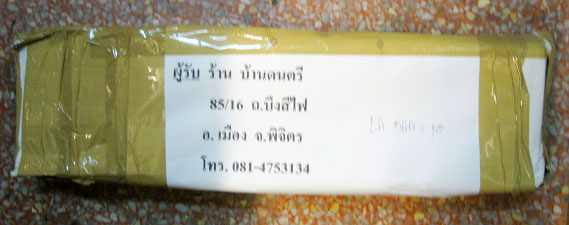 ผู้รับ ร้าน บ้านดนตรี
85/16 ถ.บึงสีไฟ
อ.เมือง จ.พิจิตร
โทร. 081-4753134